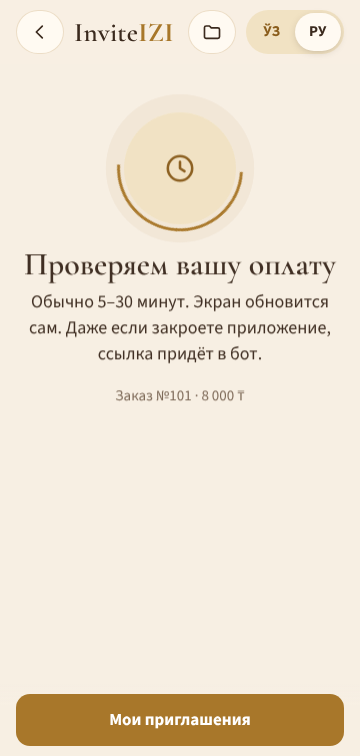 InviteIZI
ЎЗ
РУ
Проверяем вашу оплату
Обычно 5–30 минут. Экран обновится
сам. Даже если закроете приложение,
ссылка придёт в бот.
Заказ №101 · 8 000 ₸
Мои приглашения